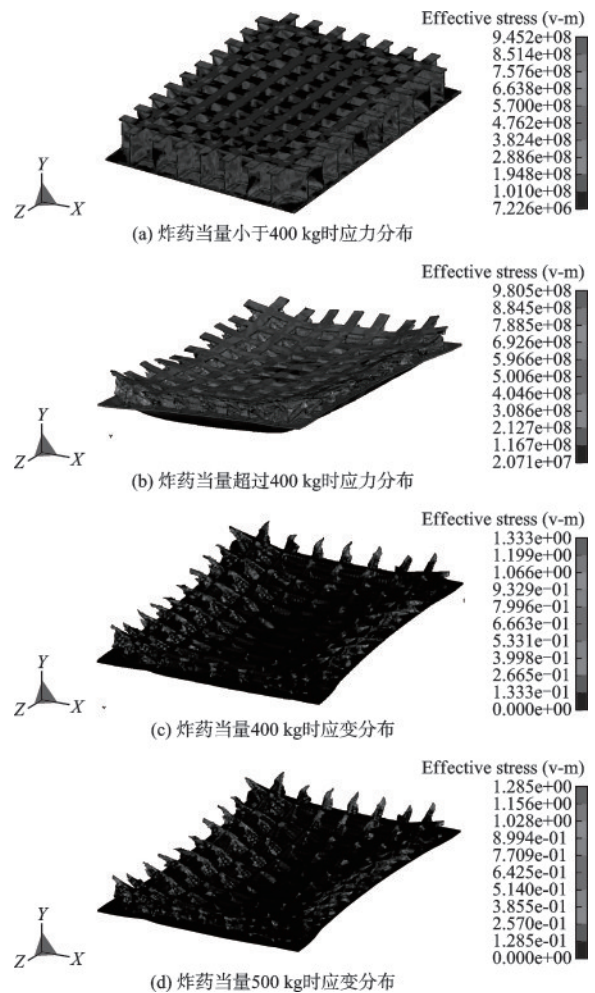 Effective stress (v-m)
9.452e+08
8.514e+08
7.576e+08
6.638e+08
5.700e+08
4.762e+08
3.824e+08
2.886e+08
1.948e+08
1.010e+08
7.226e+06
Y
Z
X
(a) 炸药当量小于400 kg时应力分布
Effective stress (v-m)
9.805e+08
8.845e+08
7.885e+08
6.926e+08
5.966e+08
5.006e+08
4.046e+08
3.086e+08
2.127e+08
1.167e+08
2.071e+07
Y
Z
X
(b) 炸药当量超过400 kg时应力分布
Effective stress (v-m)
1.333e+00
1.199e+00
1.066e+00
9.329e-01
7.996e-01
6.663e-01
5.331e-01
3.998e-01
2.665e-01
1.333e-01
0.000e+00
Y
Z
X
(c) 炸药当量400 kg时应变分布
Effective stress (v-m)
1.285e+00
1.156e+00
1.028e+00
8.994e-01
7.709e-01
6.425e-01
5.140e-01
3.855e-01
2.570e-01
1.285e-01
0.000e+00
Y
Z
X
(d) 炸药当量500 kg时应变分布